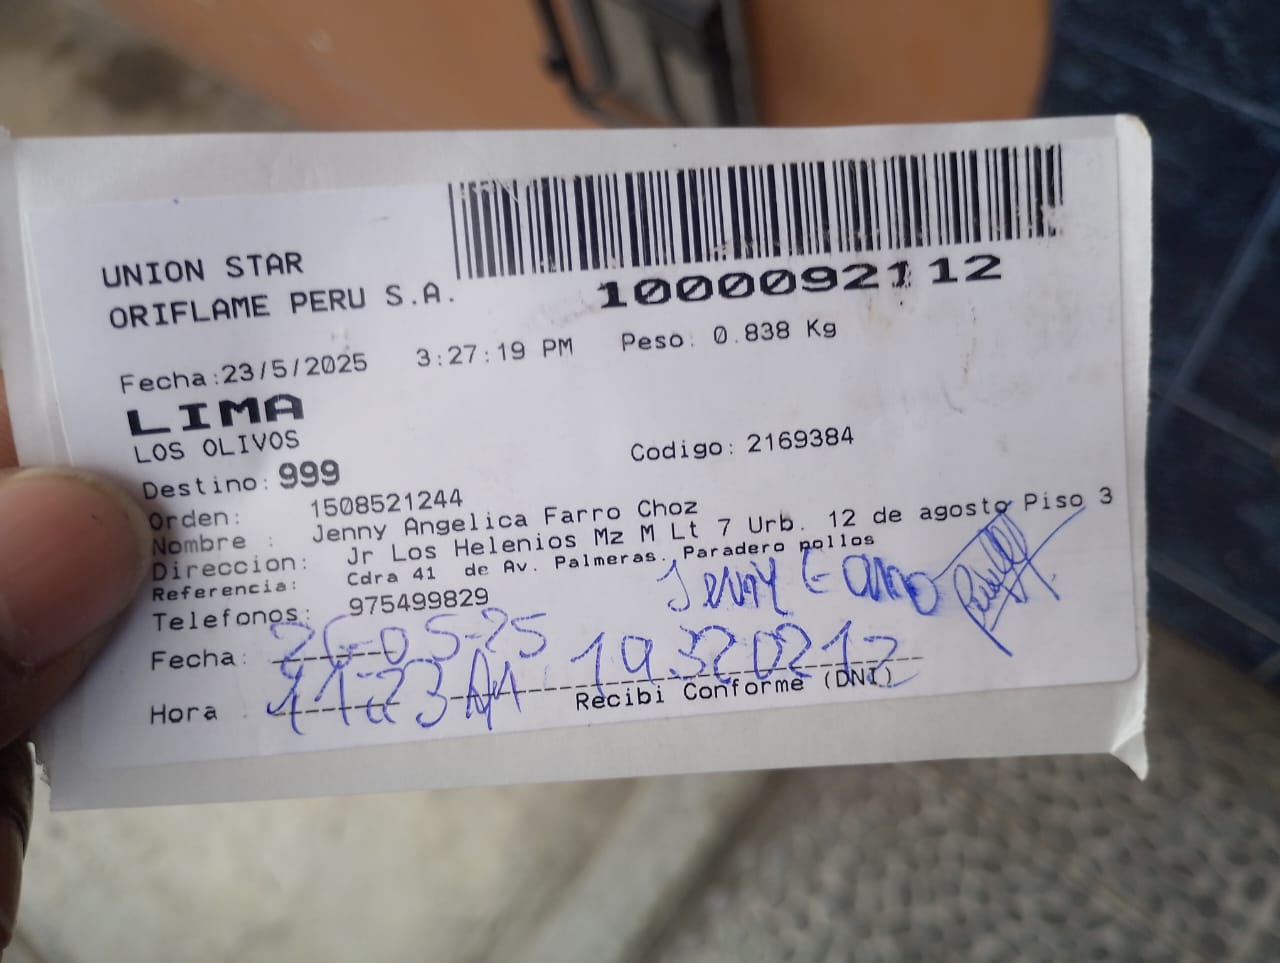 UNION STAR
ORIFLAME PERU S.A.
1000092112
Fecha:23/5/2025 3:27:19 PM Peso: 0.838 Kg
LIMA
LOS OLIVOS
Codigo: 2169384
Destino: 999
Orden: 1508521244
Nombre : Jenny Angelica Farro Choz
Direccion: Jr Los Helenios Mz M Lt 7 Urb. 12 de agosto Piso 3
Referencia: Cdra 41 de Av. Palmeras. Paradero pollos
Telefonos: 975499829
Jenny
Fecha: 26-05-25
19320212
Hora : 11:23 AM
Recibi Conforme (DNI)